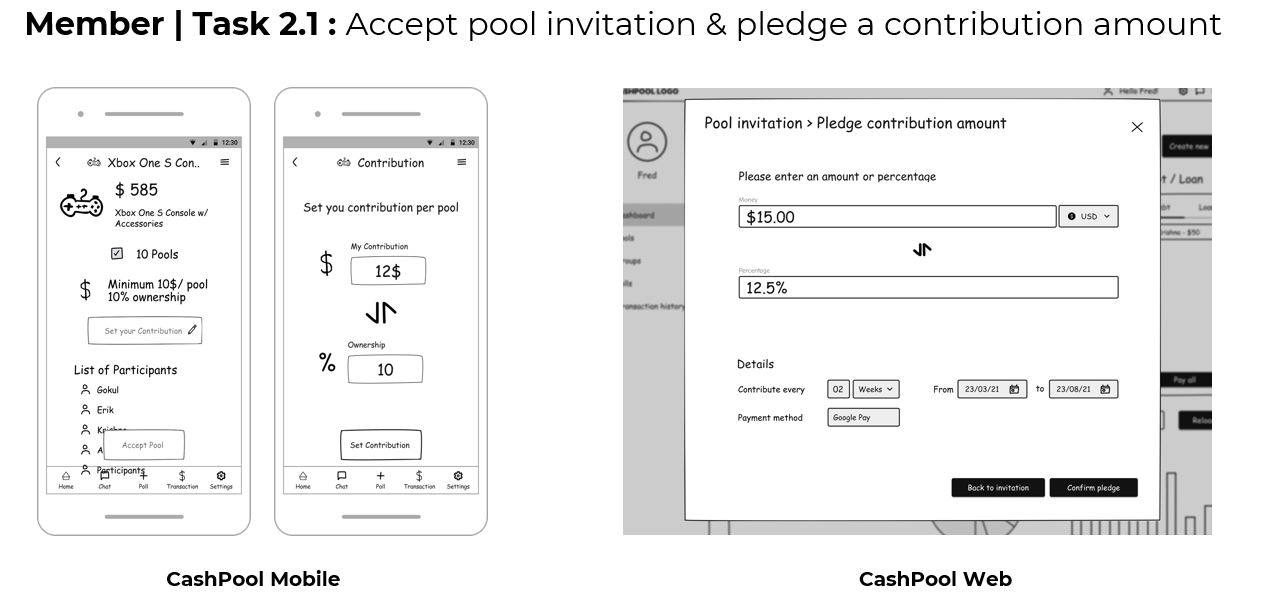 Member | Task 2.1 : Accept pool invitation & pledge a contribution amount
12:30
Xbox One S Con..
$ 585
Xbox One S Console w/
Accessories
10 Pools
$
Minimum 10$/ pool
10% ownership
Set your Contribution
List of Participants
Gokul
Erik
Accept Pool
Participants
Home
Chat
Poll
$
Transaction
Settings
12:30
Contribution
Set you contribution per pool
My Contribution
$
12$
Ownership
%
10
Set Contribution
Home
Chat
Poll
$
Transaction
Settings
CashPool Mobile
SHPOOL LOGO
Hello Fred!
Fred
ashboard
ools
roups
ills
ransaction history
Pool invitation > Pledge contribution amount
Please enter an amount or percentage
Money
$15.00
USD
Percentage
12.5%
Details
Contribute every
02
Weeks
From
23/03/21
to
23/08/21
Payment method
Google Pay
Back to invitation
Confirm pledge
Create new
t / Loan
bt
Loa
rishna - $50
Pay all
Reloa
CashPool Web